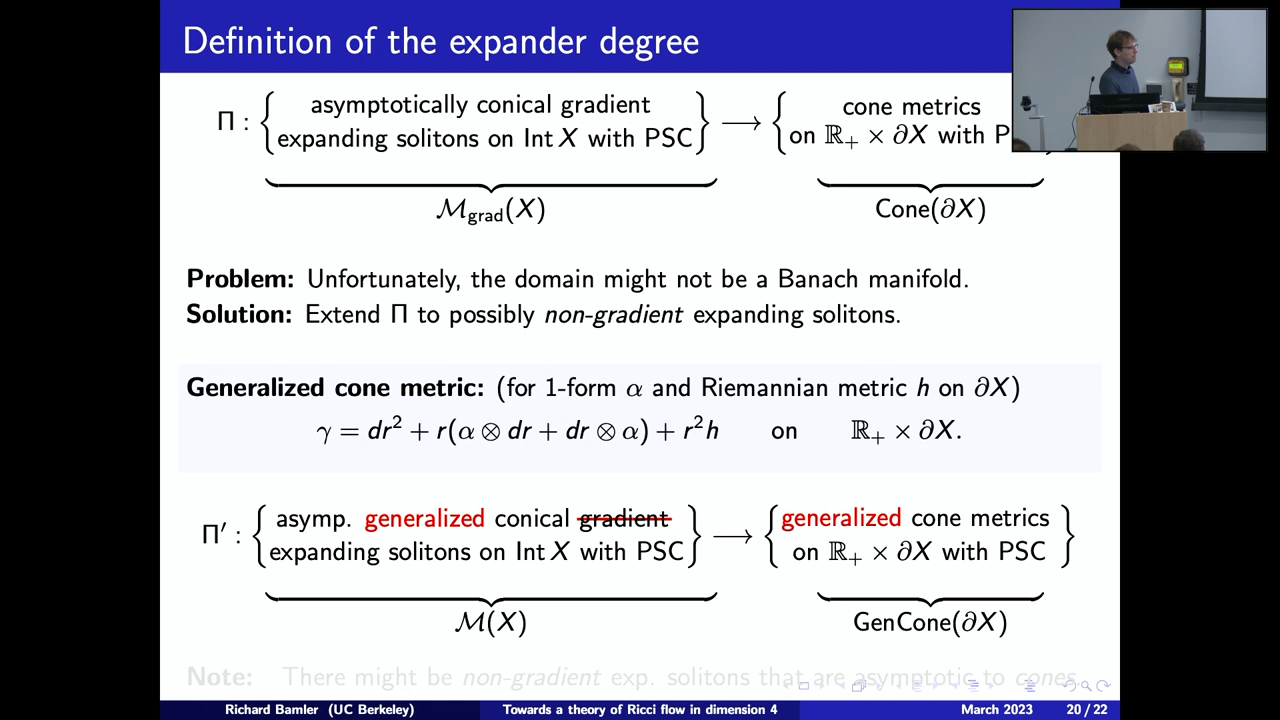 Definition of the expander degree
Π : { asymptotically conical gradient expanding solitons on Int X with PSC } ⟶ { cone metrics on ℝ₊ × ∂X with P
ℳ_grad(X) Cone(∂X)
Problem: Unfortunately, the domain might not be a Banach manifold.
Solution: Extend Π to possibly non-gradient expanding solitons.
Generalized cone metric: (for 1-form α and Riemannian metric h on ∂X)
γ = dr² + r(α ⊗ dr + dr ⊗ α) + r²h on ℝ₊ × ∂X.
Π′ : { asymp. generalized conical gradient expanding solitons on Int X with PSC } ⟶ { generalized cone metrics on ℝ₊ × ∂X with PSC }
ℳ(X) GenCone(∂X)
Note: There might be non-gradient exp. solitons that are asymptotic to cones.
Richard Bamler (UC Berkeley) Towards a theory of Ricci flow in dimension 4 March 2023 20 / 22